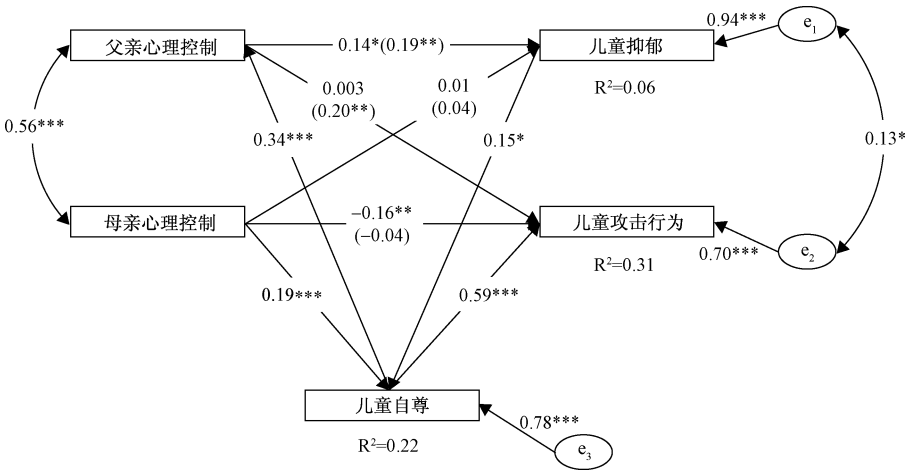 父亲心理控制
0.14*(0.19**)
儿童抑郁
0.94***
e₁
R²=0.06
0.003
(0.20**)
0.01
(0.04)
0.56***
0.34***
0.15*
0.13*
母亲心理控制
−0.16**
(−0.04)
儿童攻击行为
0.70***
e₂
R²=0.31
0.19***
0.59***
儿童自尊
R²=0.22
0.78***
e₃